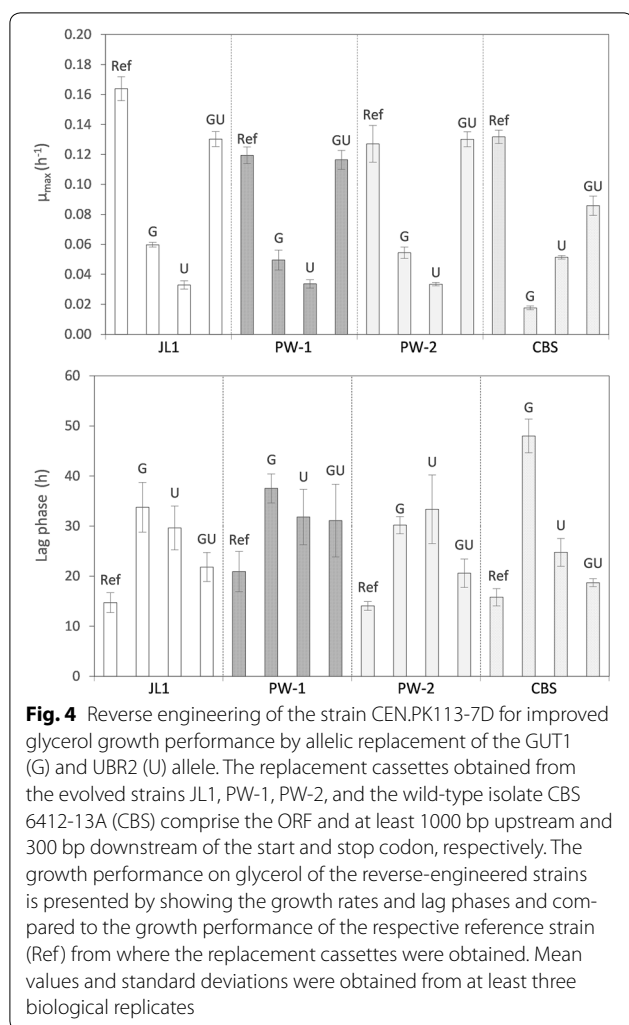 0.20
0.18
0.16
0.14
0.12
0.10
0.08
0.06
0.04
0.02
0.00
μmax (h-1)
Ref G U GU Ref G U GU Ref G U GU Ref G U GU
JL1 PW-1 PW-2 CBS
60
50
40
30
20
10
0
Lag phase (h)
Ref G U GU Ref G U GU Ref G U GU Ref G U GU
JL1 PW-1 PW-2 CBS
Fig. 4 Reverse engineering of the strain CEN.PK113-7D for improved
glycerol growth performance by allelic replacement of the GUT1
(G) and UBR2 (U) allele. The replacement cassettes obtained from
the evolved strains JL1, PW-1, PW-2, and the wild-type isolate CBS
6412-13A (CBS) comprise the ORF and at least 1000 bp upstream and
300 bp downstream of the start and stop codon, respectively. The
growth performance on glycerol of the reverse-engineered strains
is presented by showing the growth rates and lag phases and com-
pared to the growth performance of the respective reference strain
(Ref) from where the replacement cassettes were obtained. Mean
values and standard deviations were obtained from at least three
biological replicates